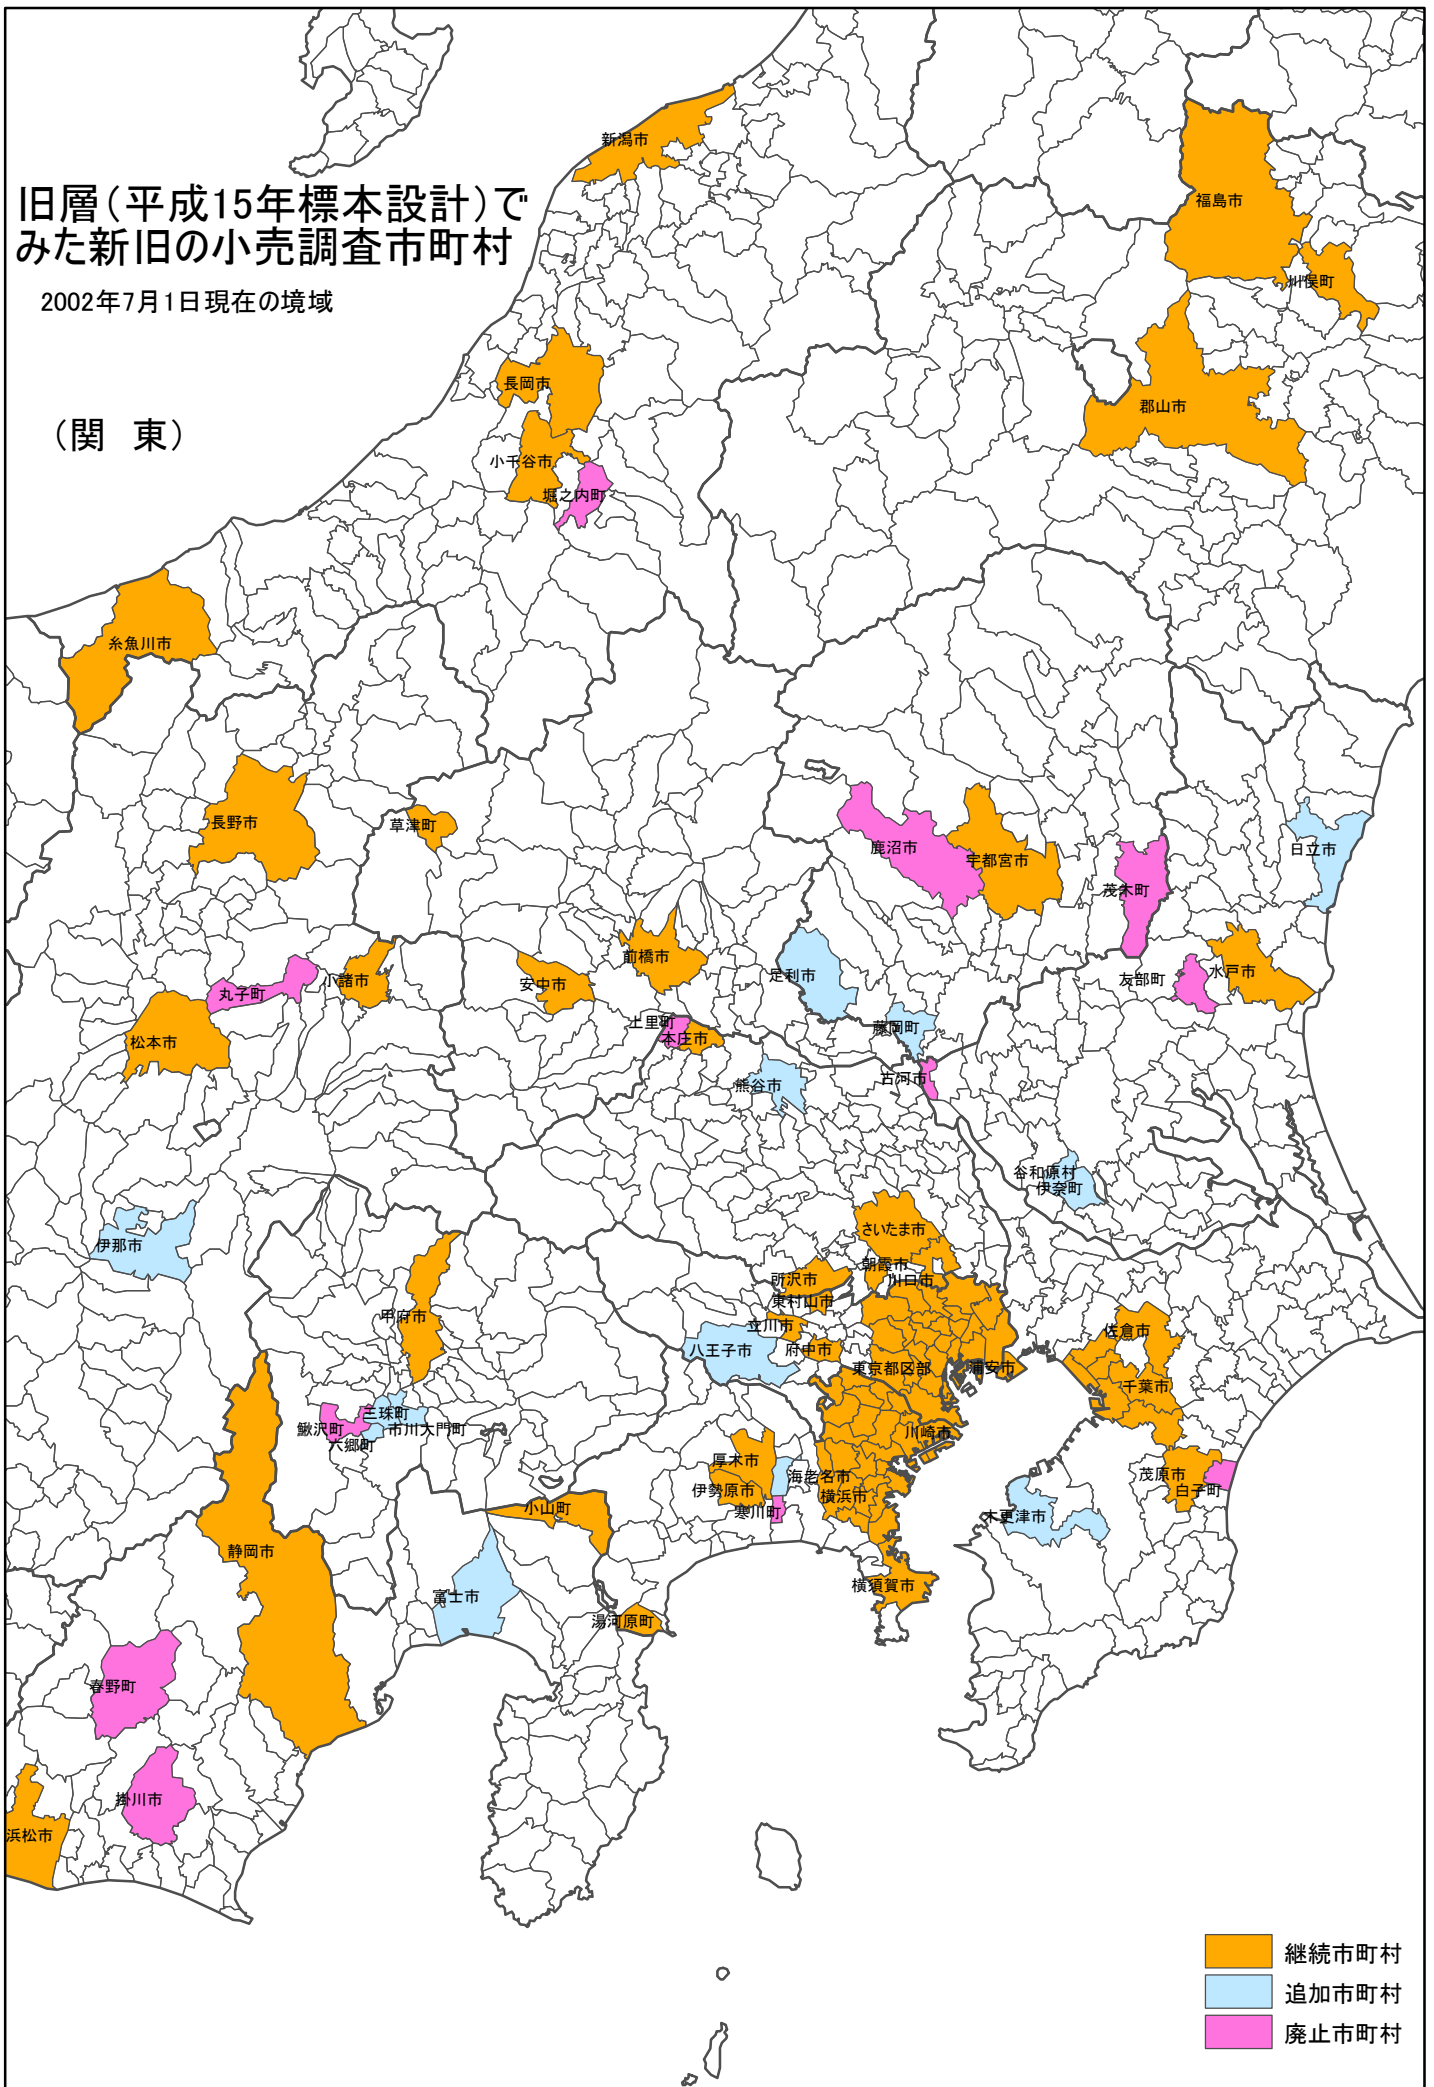 旧層(平成15年標本設計)で
みた新旧の小売調査市町村
2002年7月1日現在の境域
(関　東)
新潟市
福島市
川俣町
長岡市
郡山市
小千谷市
堀之内町
糸魚川市
長野市
草津町
鹿沼市
宇都宮市
日立市
茂木町
前橋市
丸子町
小諸市
安中市
足利市
友部町
水戸市
松本市
上里町
本庄市
藤岡町
熊谷市
古河市
谷和原村
伊奈町
伊那市
さいたま市
朝霞市
川口市
所沢市
東村山市
甲府市
立川市
八王子市
府中市
東京都区部
浦安市
佐倉市
千葉市
三珠町
鰍沢町
市川大門町
六郷町
川崎市
厚木市
海老名市
伊勢原市
横浜市
茂原市
白子町
小山町
寒川町
木更津市
静岡市
富士市
横須賀市
湯河原町
春野町
掛川市
浜松市
継続市町村
追加市町村
廃止市町村